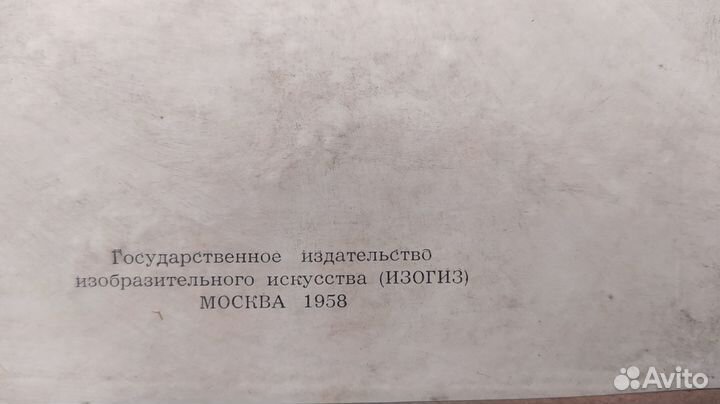 Государственное издательство
изобразительного искусства (ИЗОГИЗ)
МОСКВА 1958
Avito